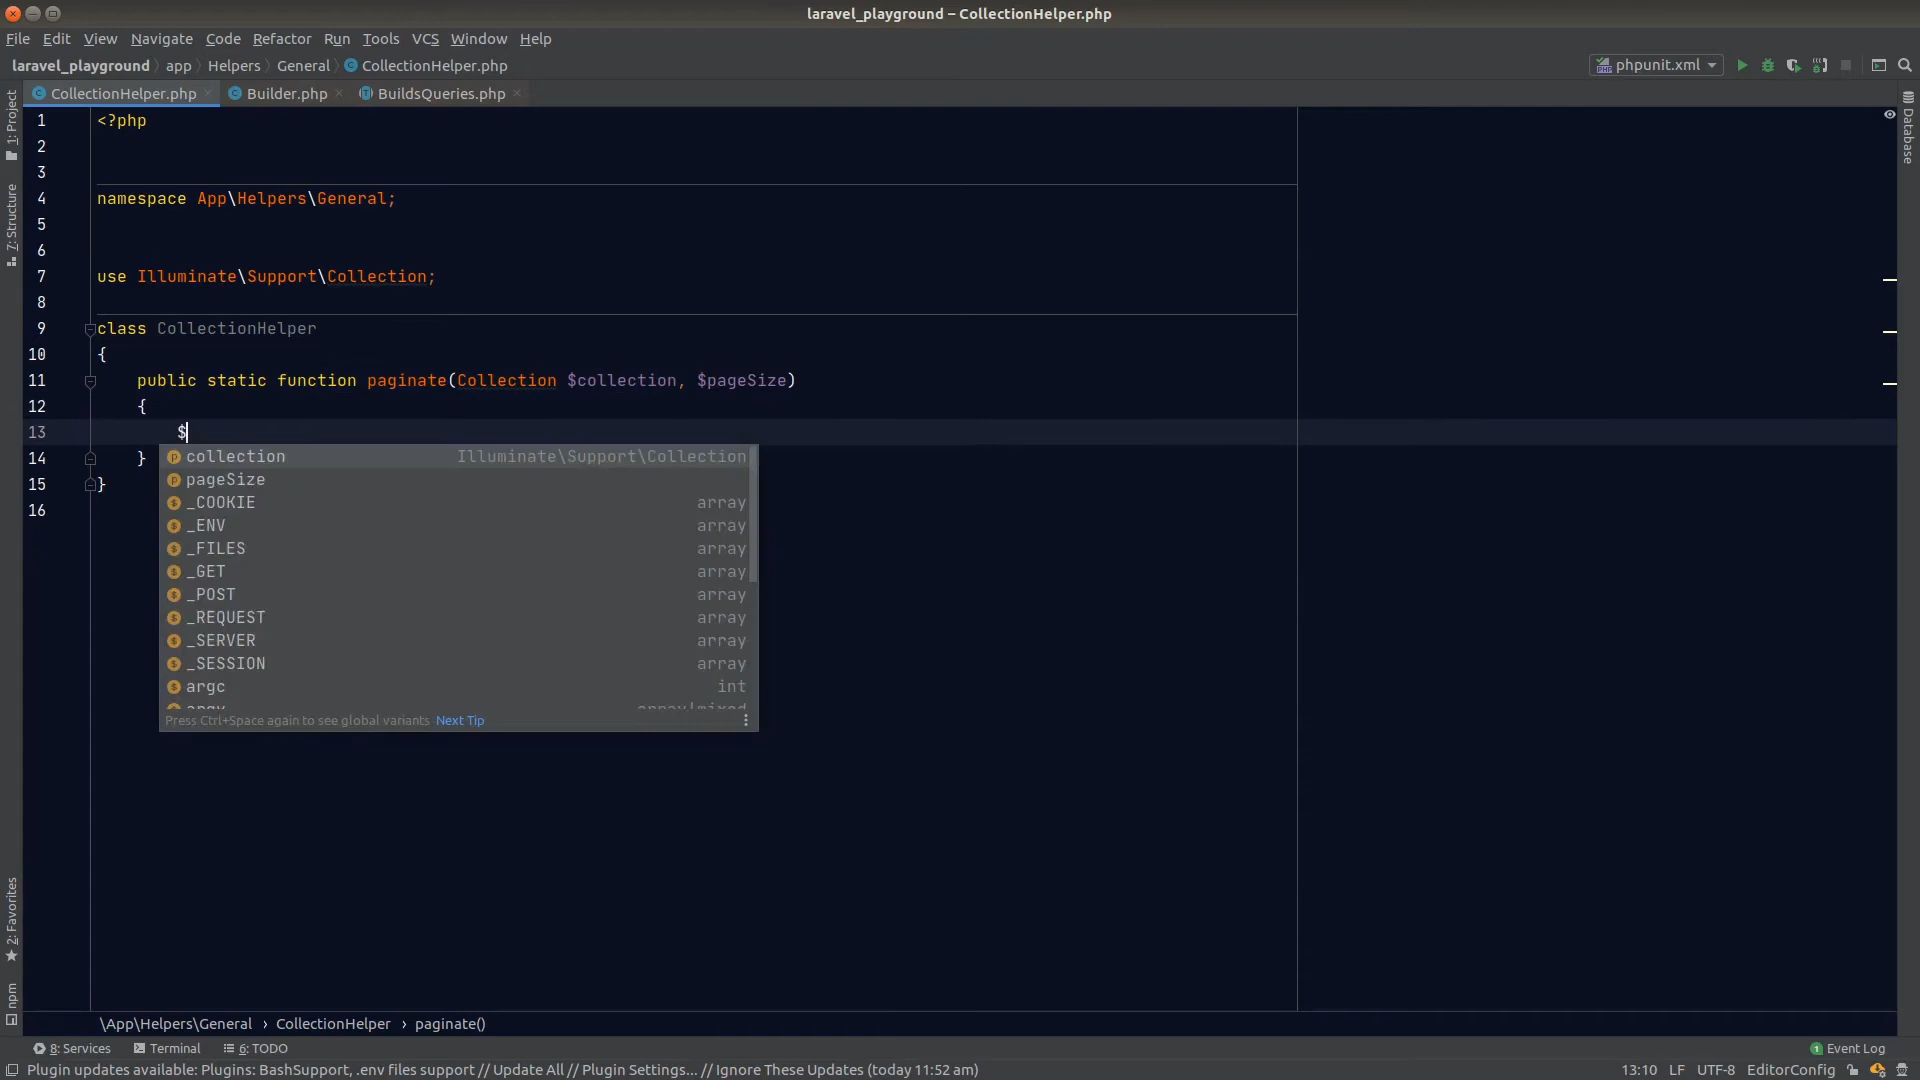 laravel_playground – CollectionHelper.php
File Edit View Navigate Code Refactor Run Tools VCS Window Help
laravel_playground app Helpers General CollectionHelper.php
phpunit.xml
CollectionHelper.php Builder.php BuildsQueries.php
1: Project
7: Structure
2: Favorites
npm
Database
1 <?php
2
3
4 namespace App\Helpers\General;
5
6
7 use Illuminate\Support\Collection;
8
9 class CollectionHelper
10 {
11 public static function paginate(Collection $collection, $pageSize)
12 {
13 $
14 }
15 }
16
collection Illuminate\Support\Collection
pageSize
_COOKIE array
_ENV array
_FILES array
_GET array
_POST array
_REQUEST array
_SERVER array
_SESSION array
argc int
argv array|mixed
Press Ctrl+Space again to see global variants Next Tip
\App\Helpers\General › CollectionHelper › paginate()
8: Services Terminal 6: TODO
1 Event Log
Plugin updates available: Plugins: BashSupport, .env files support // Update All // Plugin Settings... // Ignore These Updates (today 11:52 am)
13:10 LF UTF-8 EditorConfig